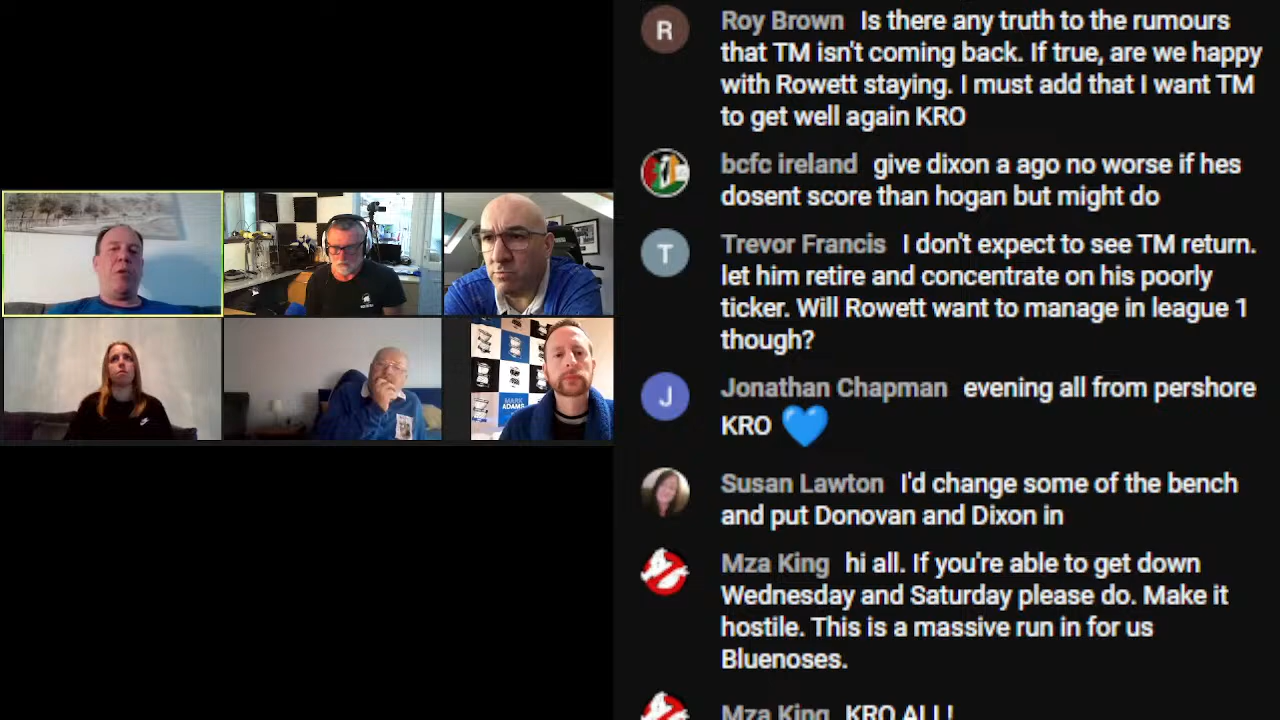 Roy Brown Is there any truth to the rumours
that TM isn't coming back. If true, are we happy
with Rowett staying. I must add that I want TM
to get well again KRO
bcfc ireland give dixon a ago no worse if hes
dosent score than hogan but might do
Trevor Francis I don't expect to see TM return.
let him retire and concentrate on his poorly
ticker. Will Rowett want to manage in league 1
though?
Jonathan Chapman evening all from pershore
KRO 💙
Susan Lawton I'd change some of the bench
and put Donovan and Dixon in
Mza King hi all. If you're able to get down
Wednesday and Saturday please do. Make it
hostile. This is a massive run in for us
Bluenoses.
Mza King KRO ALL!
R
T
J
MARK
ADAMS